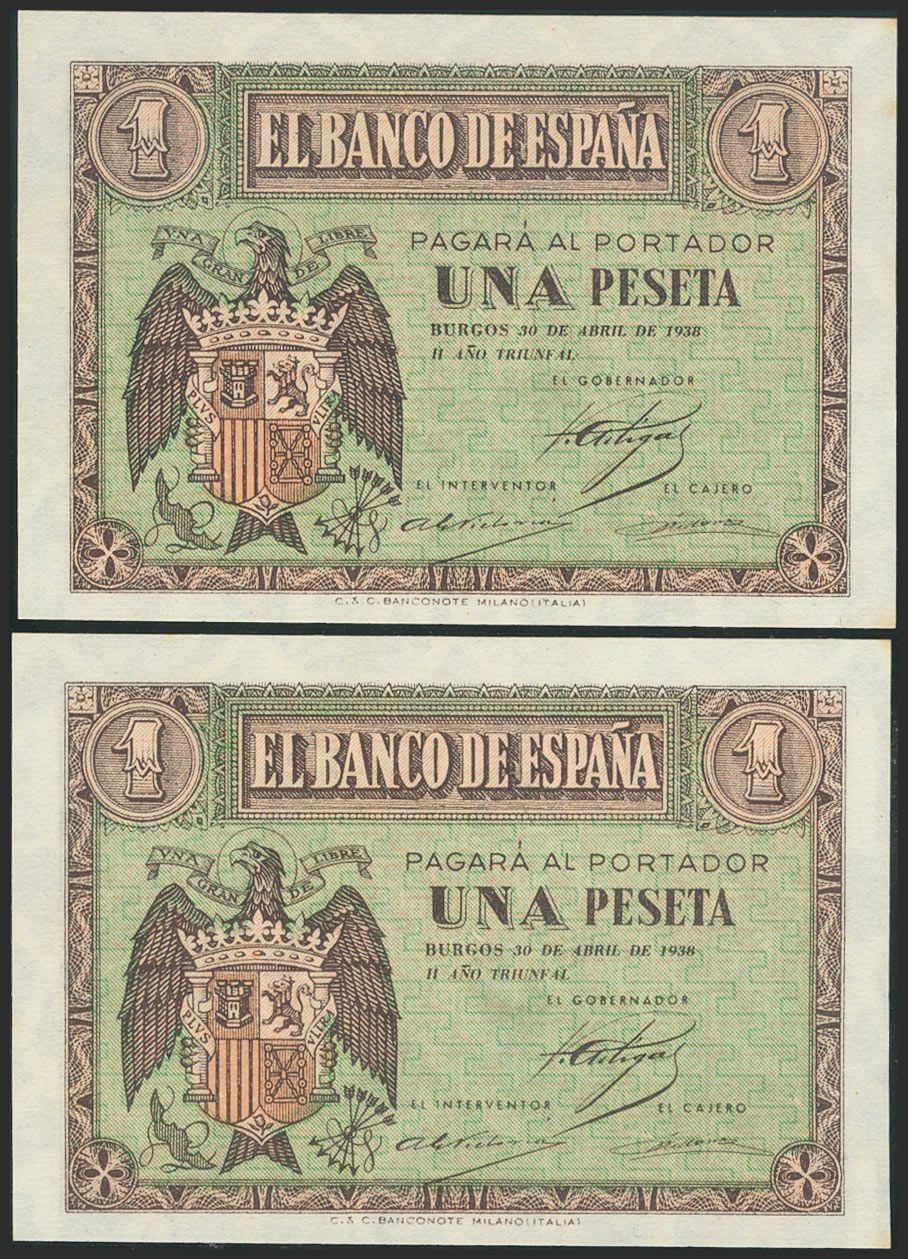 1 EL BANCO DE ESPAÑA 1
VNA GRANDE LIBRE
PAGARÁ AL PORTADOR
UNA PESETA
BURGOS 30 DE ABRIL DE 1938
II AÑO TRIUNFAL
EL GOBERNADOR
PLVS VLTRA
EL INTERVENTOR EL CAJERO
C. & C. BANCONOTE MILANO (ITALIA)
1 EL BANCO DE ESPAÑA 1
VNA GRANDE LIBRE
PAGARÁ AL PORTADOR
UNA PESETA
BURGOS 30 DE ABRIL DE 1938
II AÑO TRIUNFAL
EL GOBERNADOR
PLVS VLTRA
EL INTERVENTOR EL CAJERO
C. & C. BANCONOTE MILANO (ITALIA)